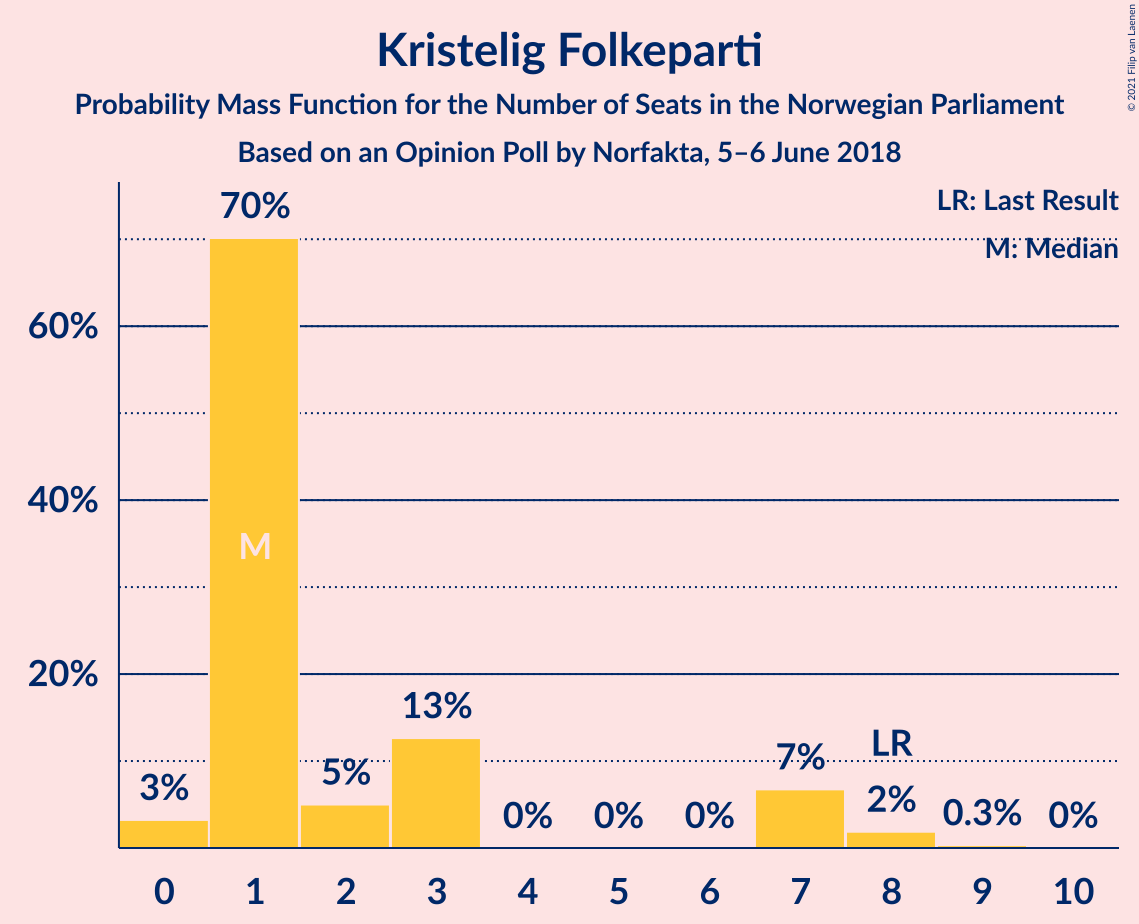 Kristelig Folkeparti
Probability Mass Function for the Number of Seats in the Norwegian Parliament
Based on an Opinion Poll by Norfakta, 5–6 June 2018
© 2021 Filip van Laenen
LR: Last Result
M: Median
70%
60%
40%
M
20%
13%
LR
7%
5%
3%
2%
0%
0%
0%
0.3%
0%
0 1 2 3 4 5 6 7 8 9 10